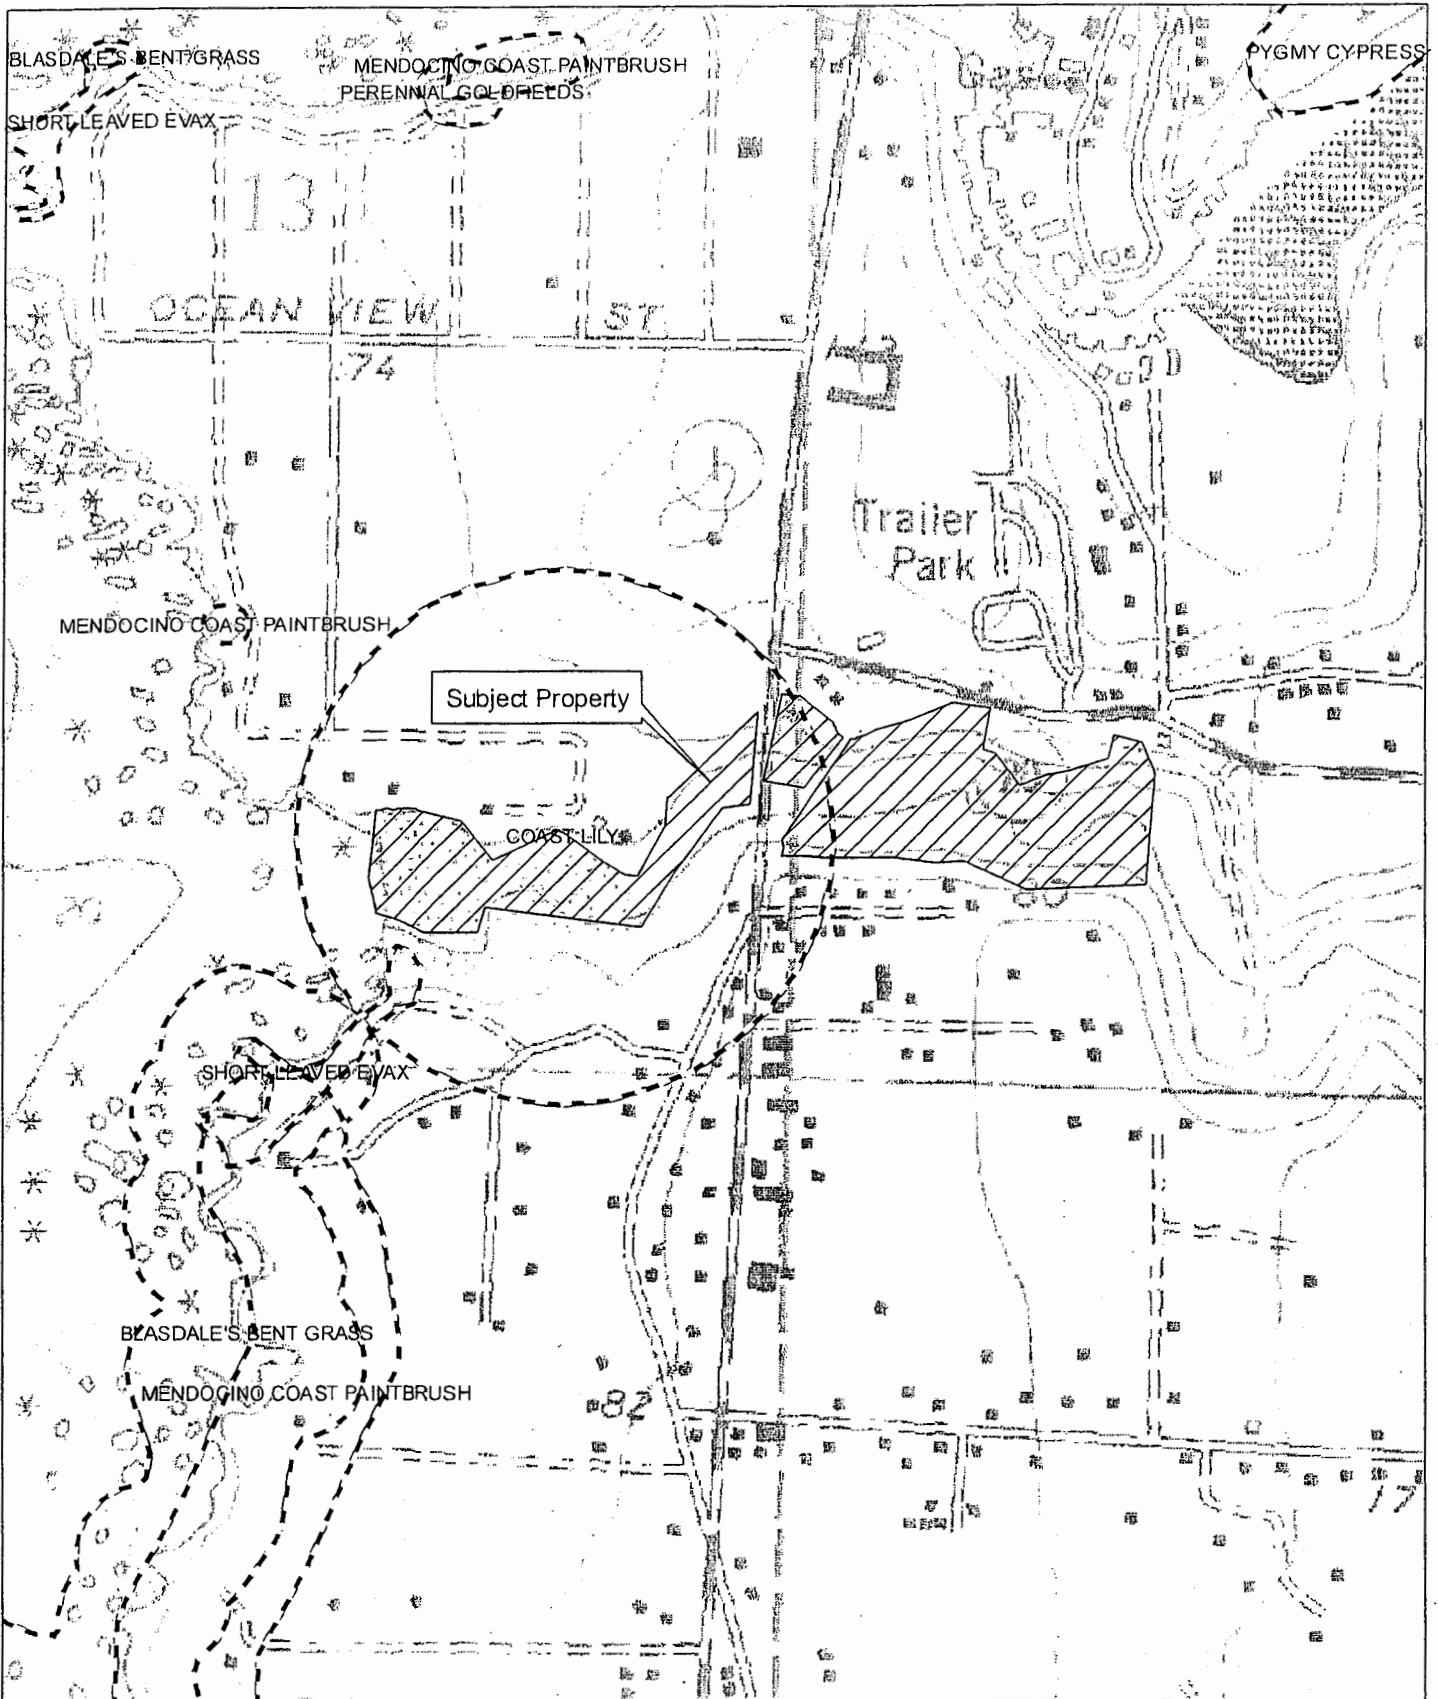 BLASDALE'S BENT GRASS
MENDOCINO COAST PAINTBRUSH
PERENNIAL GOLDFIELDS
PYGMY CYPRESS
SHORT LEAVED EVAX
13
OCEAN VIEW ST
74
Trailer
Park
MENDOCINO COAST PAINTBRUSH
Subject Property
COAST LILY
SHORT LEAVED EVAX
BLASDALE'S BENT GRASS
MENDOCINO COAST PAINTBRUSH
82
17